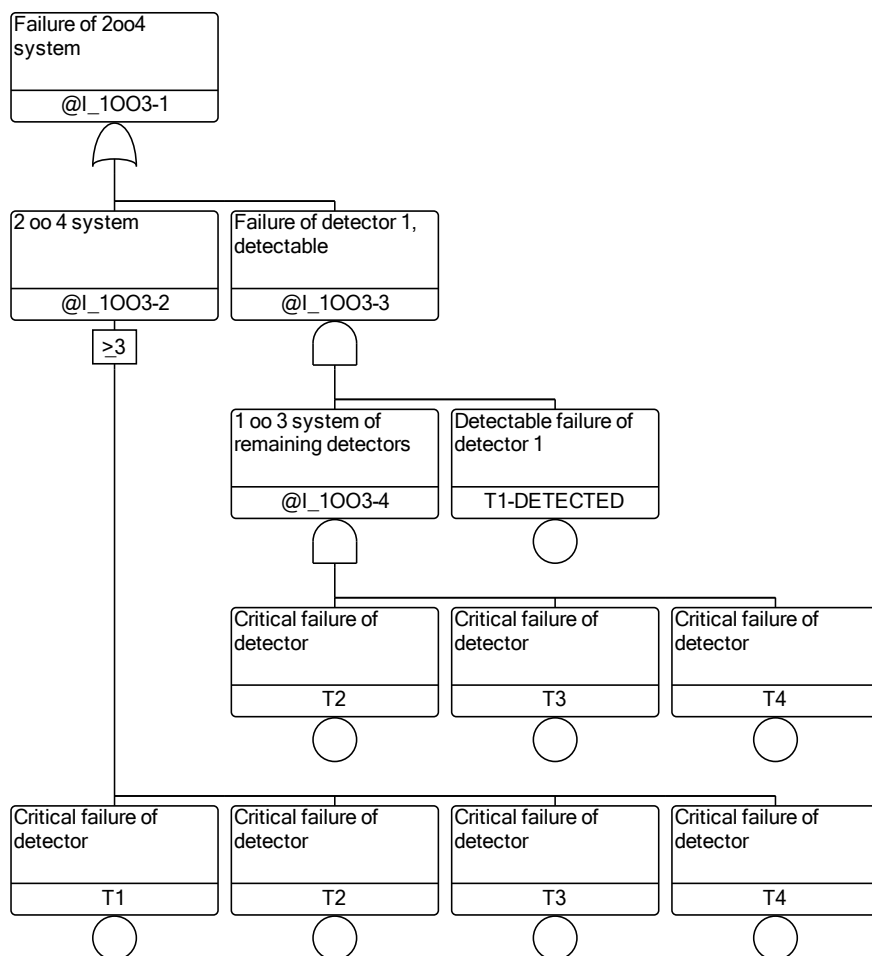 Failure of 2oo4
system
@I_1OO3-1
2 oo 4 system
@I_1OO3-2
Failure of detector 1,
detectable
@I_1OO3-3
≥3
1 oo 3 system of
remaining detectors
@I_1OO3-4
Detectable failure of
detector 1
T1-DETECTED
Critical failure of
detector
T2
Critical failure of
detector
T3
Critical failure of
detector
T4
Critical failure of
detector
T1
Critical failure of
detector
T2
Critical failure of
detector
T3
Critical failure of
detector
T4